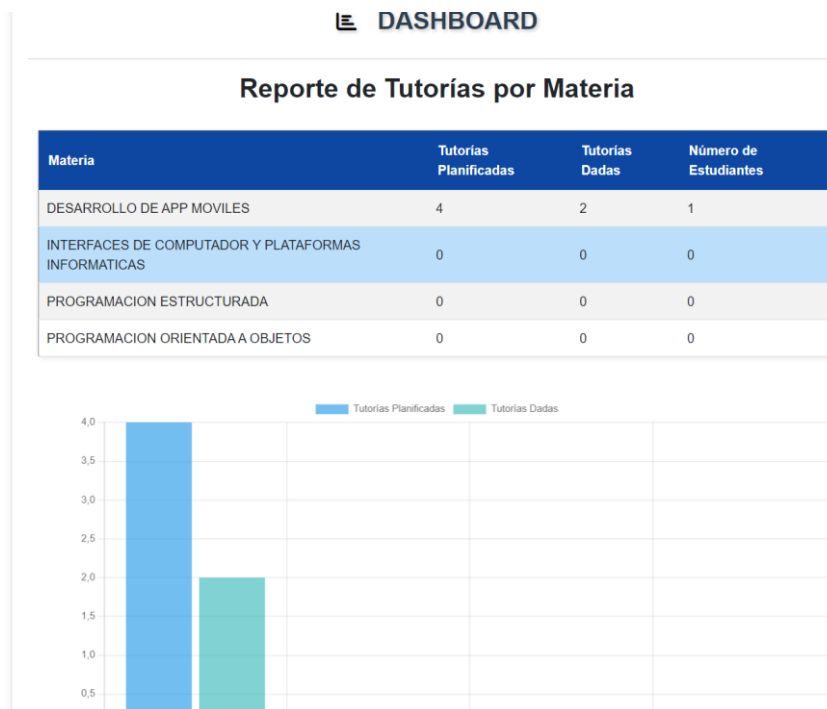 DASHBOARD
Reporte de Tutorías por Materia
Materia
Tutorías Planificadas
Tutorías Dadas
Número de Estudiantes
DESARROLLO DE APP MOVILES 4 2 1
INTERFACES DE COMPUTADOR Y PLATAFORMAS
INFORMATICAS 0 0 0
PROGRAMACION ESTRUCTURADA 0 0 0
PROGRAMACION ORIENTADA A OBJETOS 0 0 0
Tutorías Planificadas Tutorías Dadas
4,0
3,5
3,0
2,5
2,0
1,5
1,0
0,5